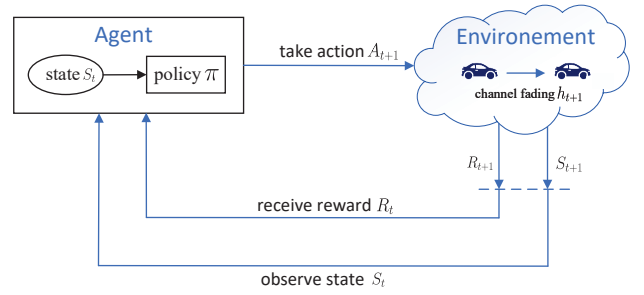 Agent
state S_t
policy π
take action A_{t+1}
Environement
channel fading h_{t+1}
R_{t+1}
S_{t+1}
receive reward R_t
observe state S_t